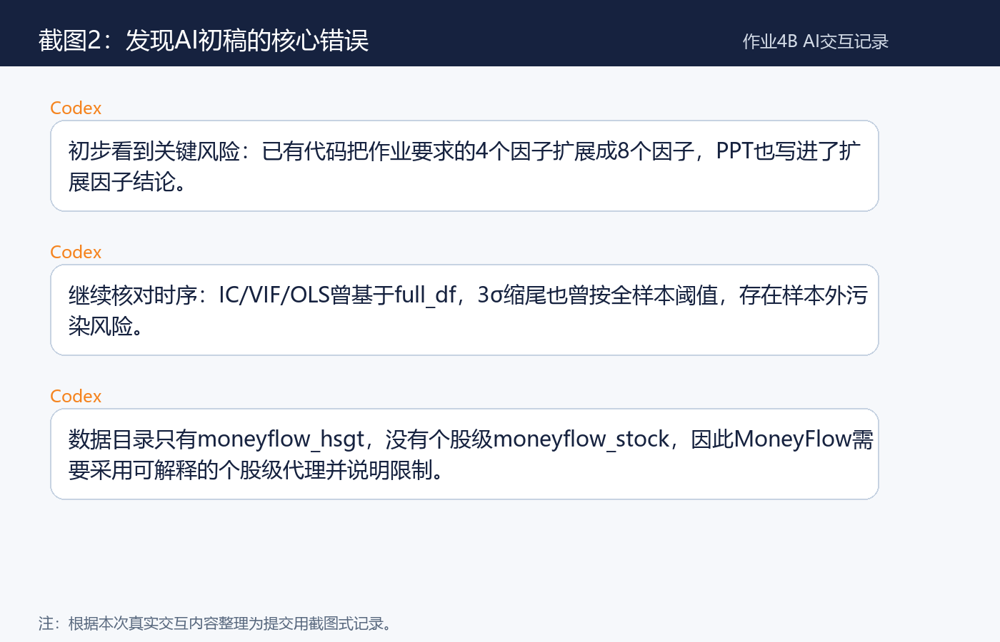 截图2：发现AI初稿的核心错误
作业4B AI交互记录
Codex
初步看到关键风险：已有代码把作业要求的4个因子扩展成8个因子，PPT也写进了扩
展因子结论。
Codex
继续核对时序：IC/VIF/OLS曾基于full_df，3σ缩尾也曾按全样本阈值，存在样本外污
染风险。
Codex
数据目录只有moneyflow_hsgt，没有个股级moneyflow_stock，因此MoneyFlow需
要采用可解释的个股级代理并说明限制。
注：根据本次真实交互内容整理为提交用截图式记录。